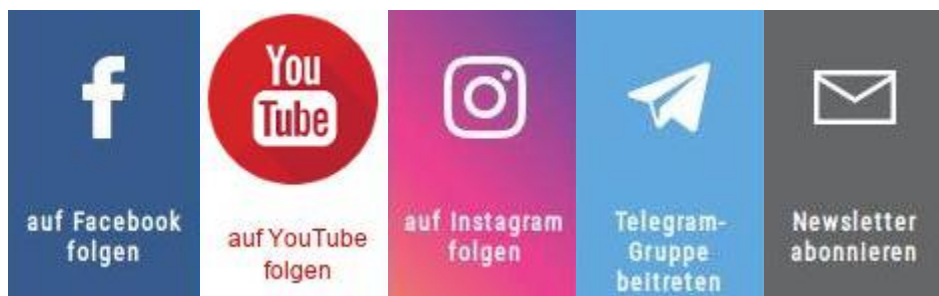 auf Facebook
folgen
You
Tube
auf YouTube
folgen
auf Instagram
folgen
Telegram-
Gruppe
beitreten
Newsletter
abonnieren